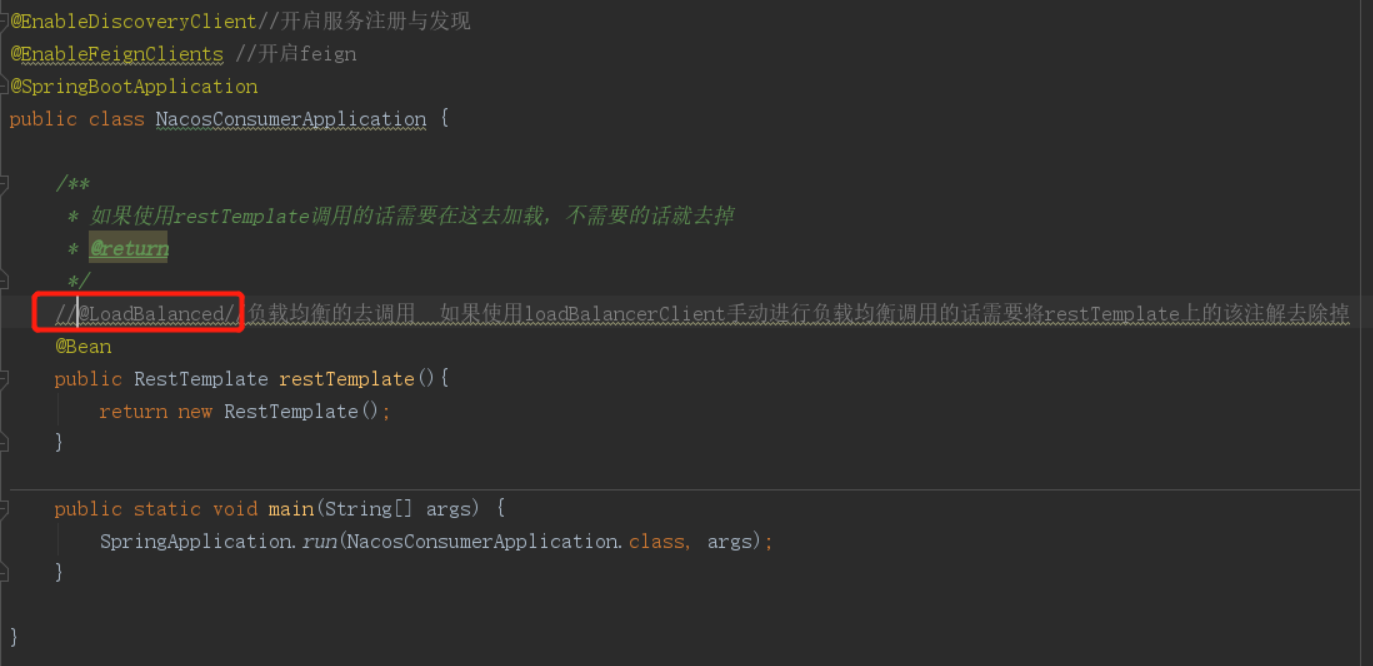 @EnableDiscoveryClient//开启服务注册与发现
@EnableFeignClients //开启feign
@SpringBootApplication
public class NacosConsumerApplication {
/**
* 如果使用restTemplate调用的话需要在这去加载，不需要的话就去掉
* @return
*/
//@LoadBalanced//负载均衡的去调用  如果使用loadBalancerClient手动进行负载均衡调用的话需要将restTemplate上的该注解去除掉
@Bean
public RestTemplate restTemplate(){
return new RestTemplate();
}
public static void main(String[] args) {
SpringApplication.run(NacosConsumerApplication.class, args);
}
}